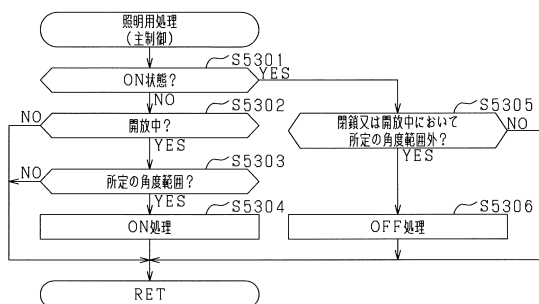 照明用処理
(主制御)
S5301
ON状態?
YES
NO
S5302
NO
開放中?
YES
S5303
NO
所定の角度範囲?
YES
S5304
ON処理
S5305
閉鎖又は開放中において
所定の角度範囲外?
NO
YES
S5306
OFF処理
RET